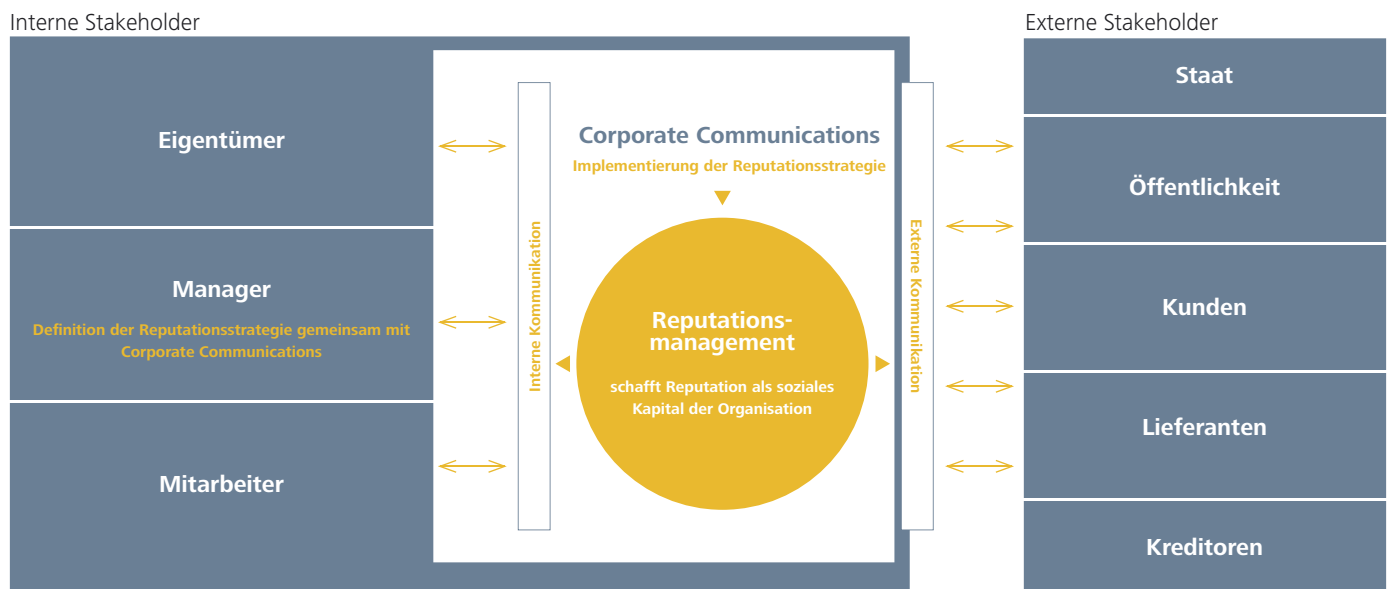 Interne Stakeholder
Eigentümer
Manager
Definition der Reputationsstrategie gemeinsam mit
Corporate Communications
Mitarbeiter
Interne Kommunikation
Corporate Communications
Implementierung der Reputationsstrategie
Reputations-
management
schafft Reputation als soziales
Kapital der Organisation
Externe Kommunikation
Externe Stakeholder
Staat
Öffentlichkeit
Kunden
Lieferanten
Kreditoren